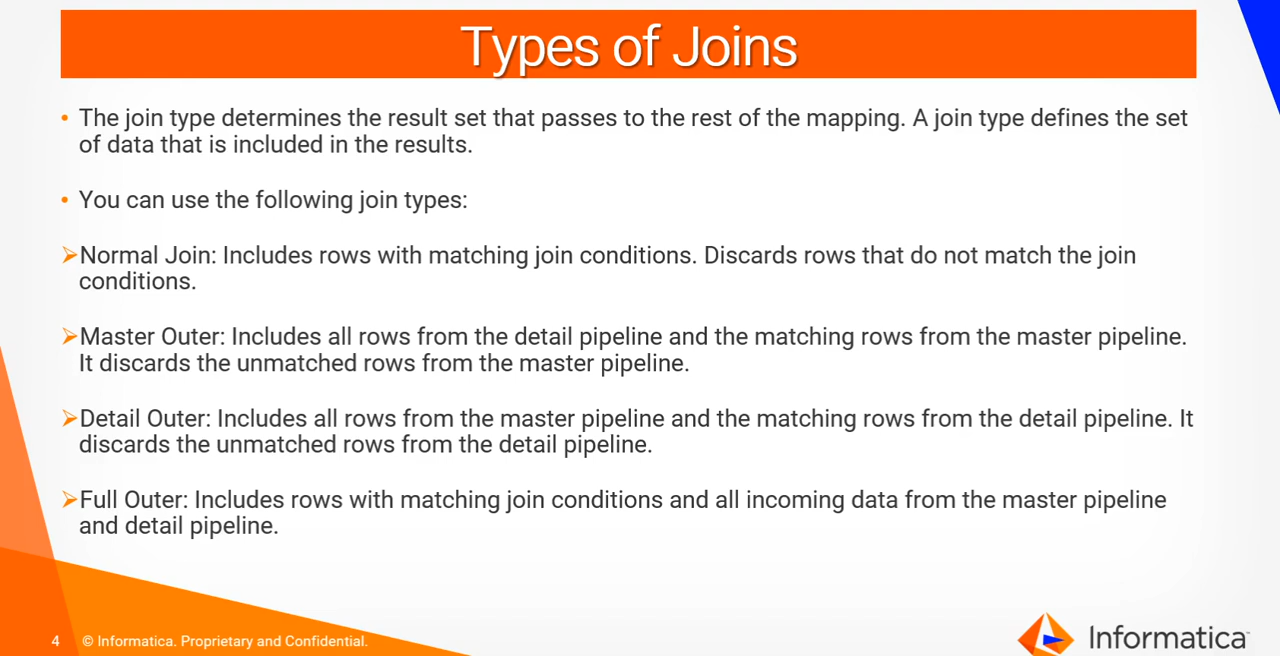 Types of Joins
• The join type determines the result set that passes to the rest of the mapping. A join type defines the set
of data that is included in the results.
• You can use the following join types:
➢Normal Join: Includes rows with matching join conditions. Discards rows that do not match the join
conditions.
➢Master Outer: Includes all rows from the detail pipeline and the matching rows from the master pipeline.
It discards the unmatched rows from the master pipeline.
➢Detail Outer: Includes all rows from the master pipeline and the matching rows from the detail pipeline. It
discards the unmatched rows from the detail pipeline.
➢Full Outer: Includes rows with matching join conditions and all incoming data from the master pipeline
and detail pipeline.
4 © Informatica. Proprietary and Confidential.
Informatica